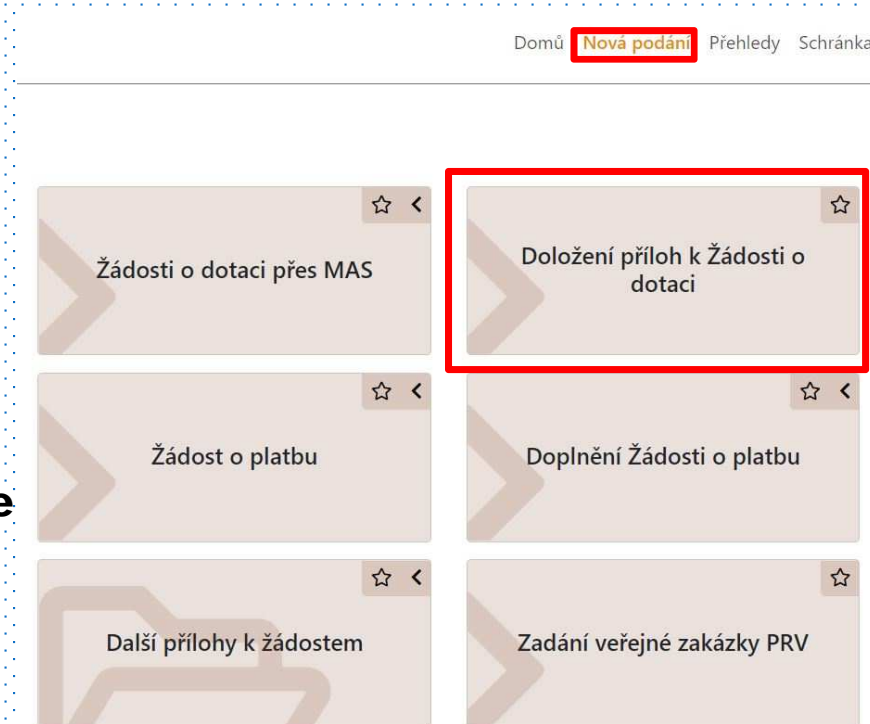 Domů Nová podání Přehledy Schránka
Žádosti o dotaci přes MAS
Doložení příloh k Žádosti o
dotaci
Žádost o platbu
Doplnění Žádosti o platbu
e
Další přílohy k žádostem
Zadání veřejné zakázky PRV